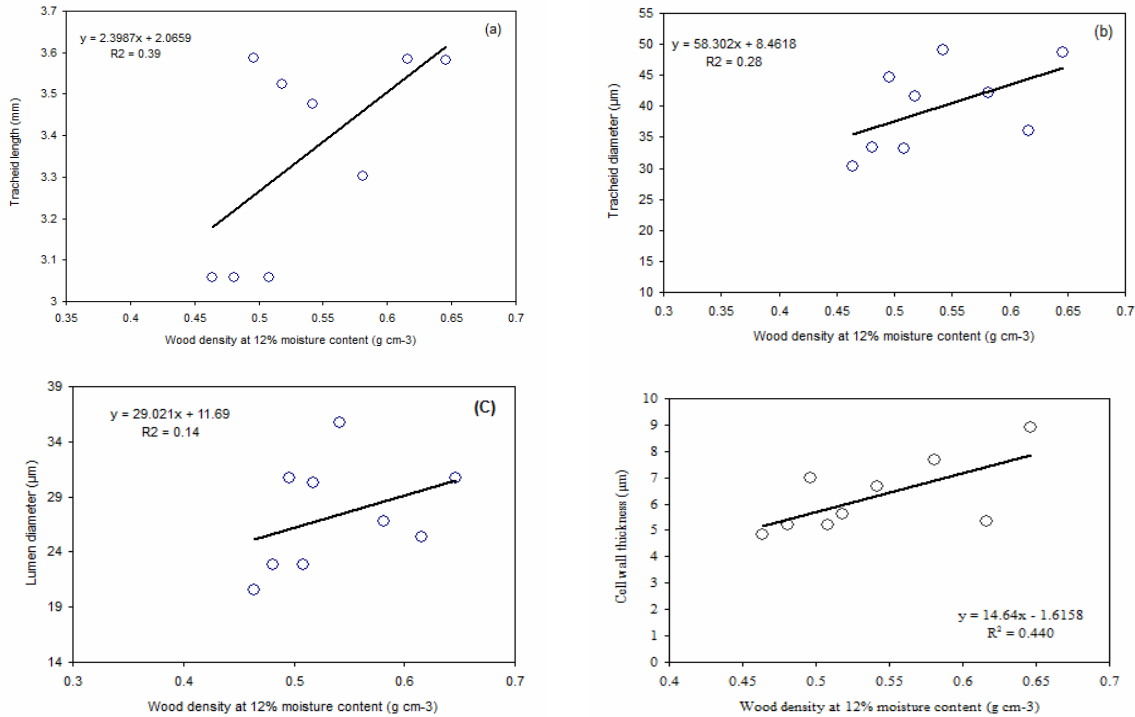 (a)
y = 2.3987x + 2.0659
R2 = 0.39
Tracheid length (mm)
3.7
3.6
3.5
3.4
3.3
3.2
3.1
3
0.35 0.4 0.45 0.5 0.55 0.6 0.65 0.7
Wood density at 12% moisture content (g cm-3)
(b)
y = 58.302x + 8.4618
R2 = 0.28
Tracheid diameter (µm)
55
50
45
40
35
30
25
20
15
10
0.3 0.35 0.4 0.45 0.5 0.55 0.6 0.65 0.7
Wood density at 12% moisture content (g cm-3)
(C)
y = 29.021x + 11.69
R2 = 0.14
Lumen diameter (µm)
39
34
29
24
19
14
0.3 0.4 0.5 0.6 0.7
Wood density at 12% moisture content (g cm-3)
Cell wall thickness (µm)
10
9
8
7
6
5
4
3
2
1
0
y = 14.64x - 1.6158
R² = 0.440
0.4 0.45 0.5 0.55 0.6 0.65 0.7
Wood density at 12% moisture content (g cm-3)